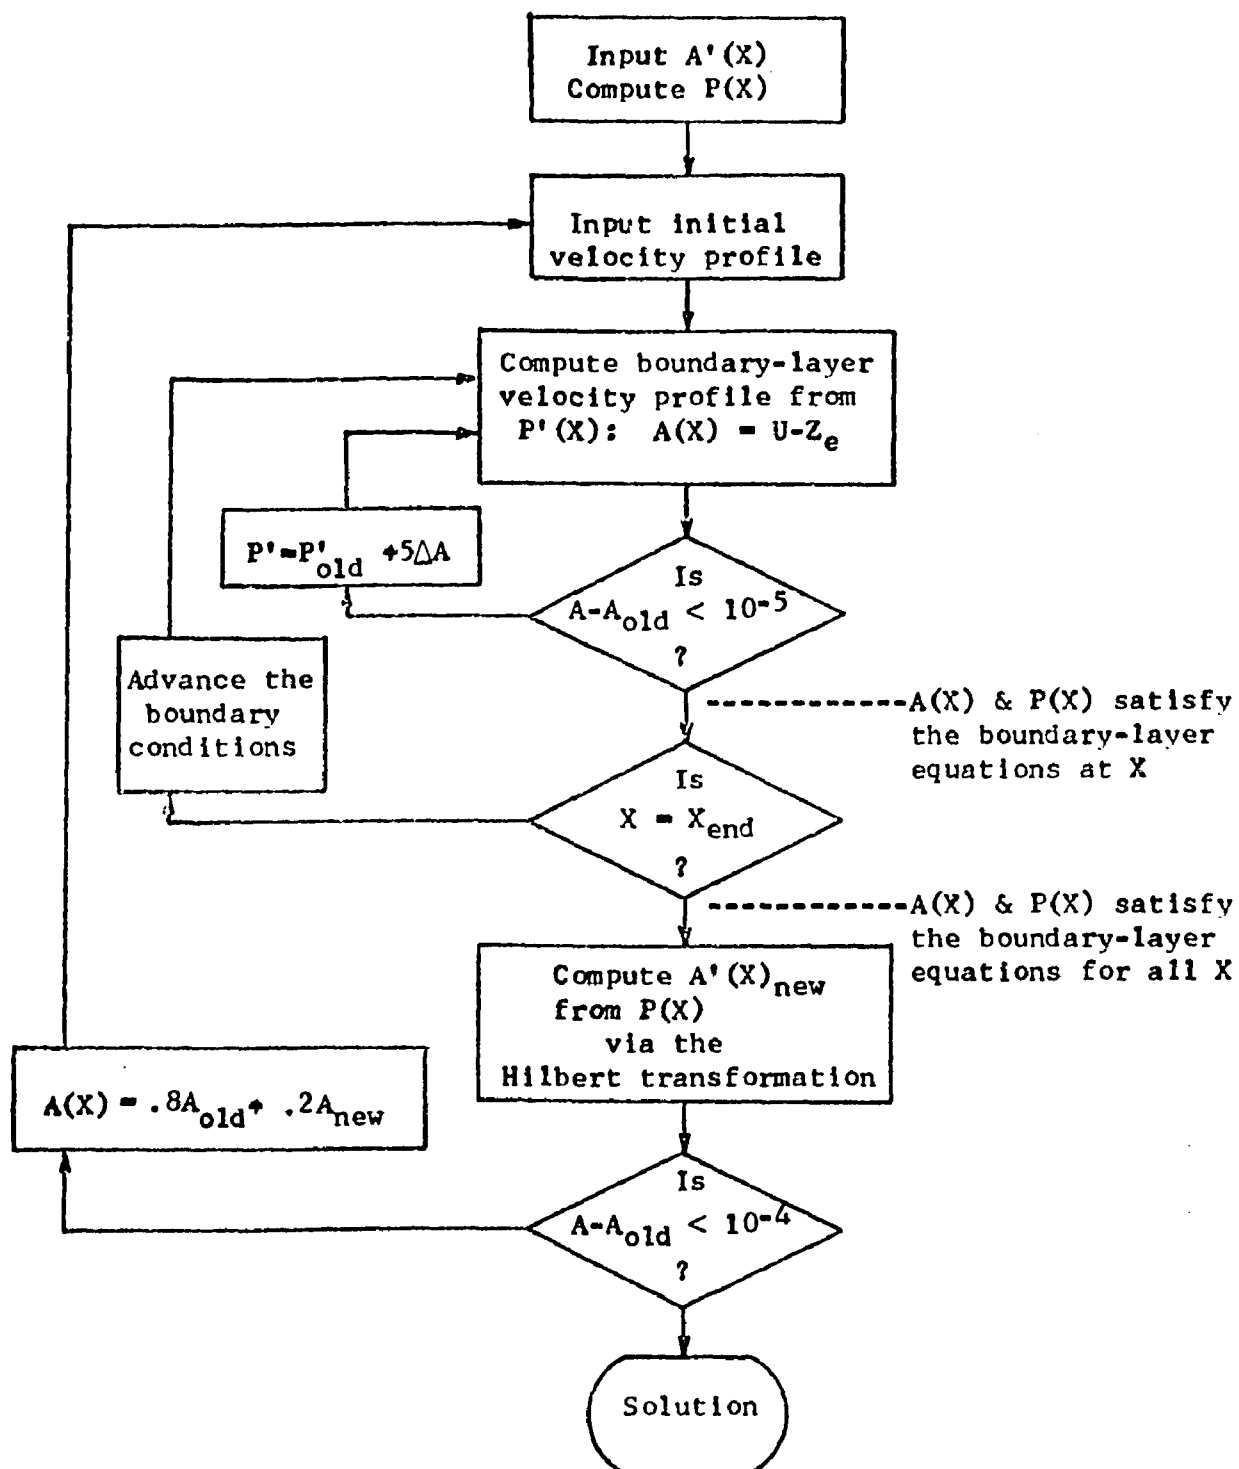 Input A'(X)
Compute P(X)
Input initial
velocity profile
Compute boundary-layer
velocity profile from
P'(X): A(X) = U-Z_e
P'=P'_old +5ΔA
Is
A-A_old < 10^-5
?
Advance the
boundary
conditions
A(X) & P(X) satisfy
the boundary-layer
equations at X
Is
X = X_end
?
A(X) & P(X) satisfy
the boundary-layer
equations for all X
Compute A'(X)_new
from P(X)
via the
Hilbert transformation
A(X) = .8A_old + .2A_new
Is
A-A_old < 10^-4
?
Solution